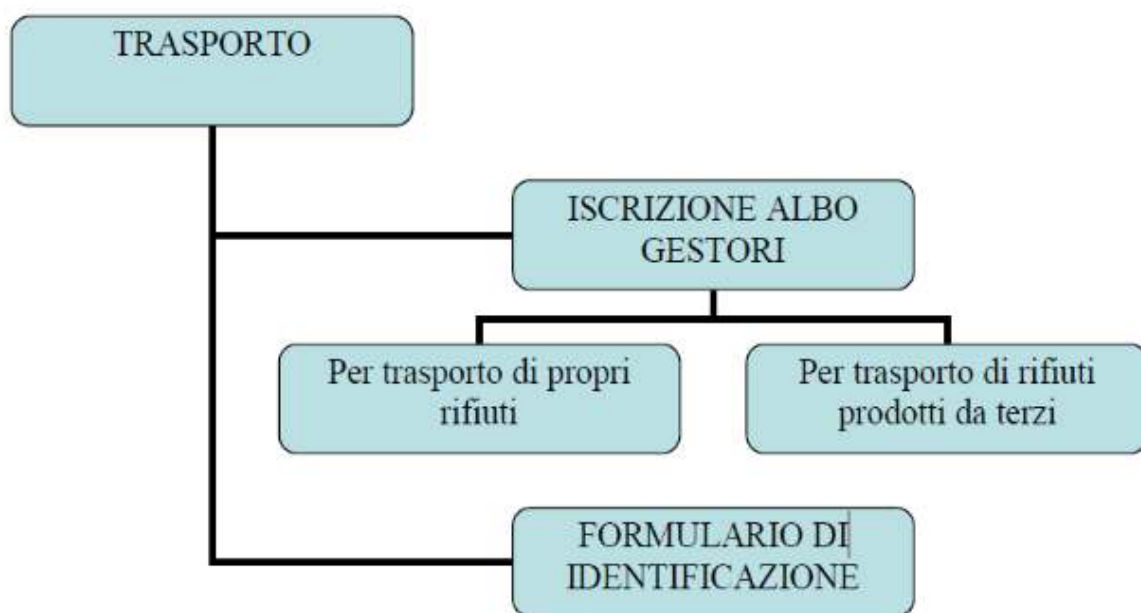 TRASPORTO
ISCRIZIONE ALBO
GESTORI
Per trasporto di propri
rifiuti
Per trasporto di rifiuti
prodotti da terzi
FORMULARIO DI
IDENTIFICAZIONE